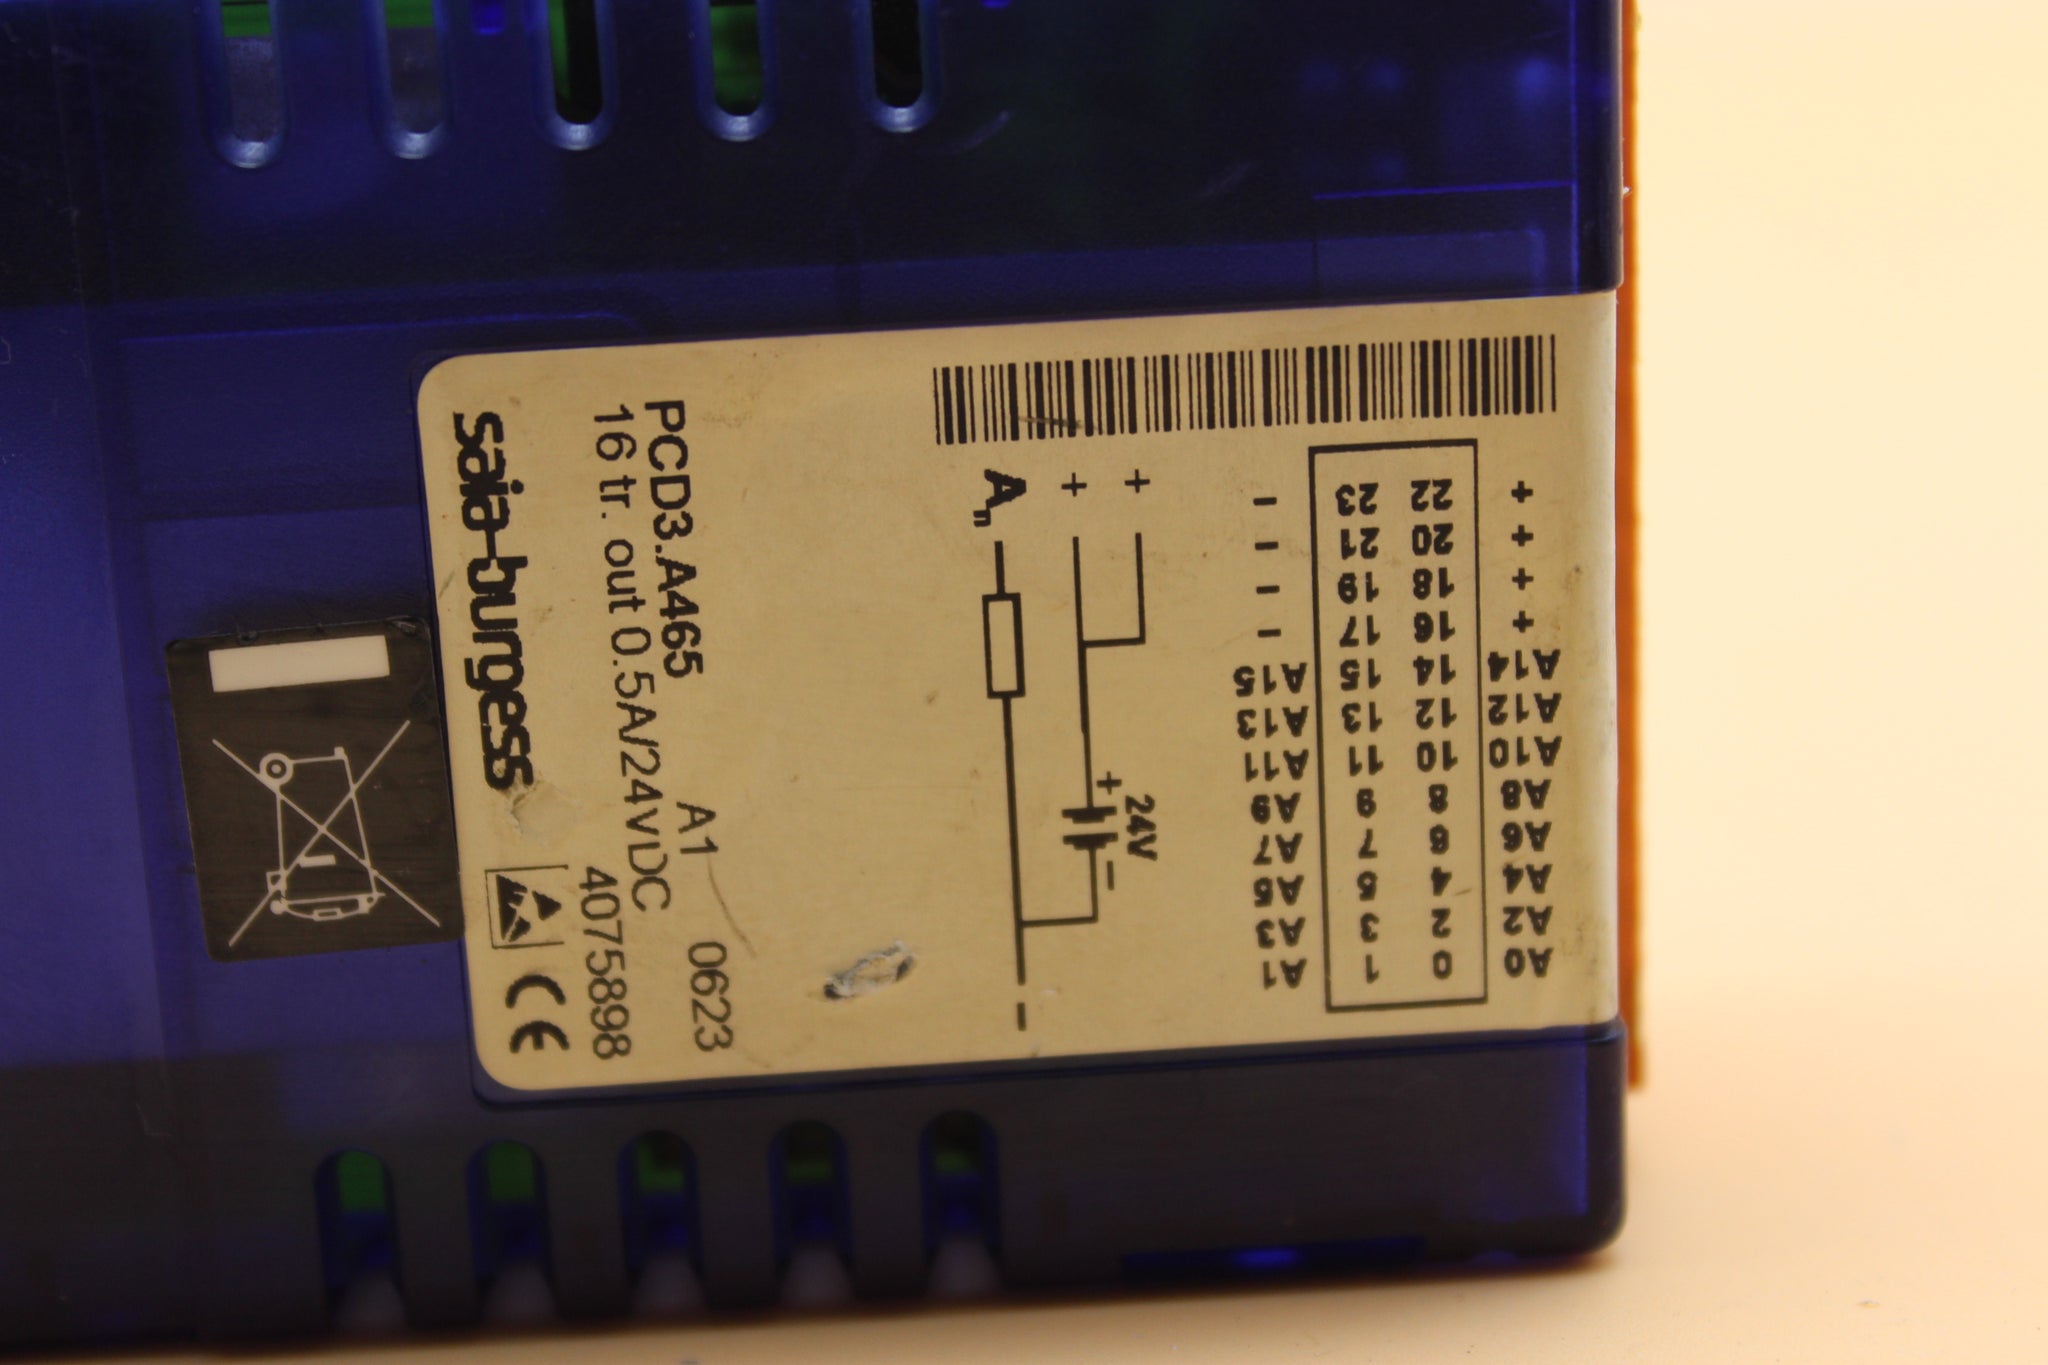 A0 0 1 A1
A2 2 3 A3
A4 4 5 A5
A6 6 7 A7
A8 8 9 A9
A10 10 11 A11
A12 12 13 A13
A14 14 15 A15
+ 16 17 -
+ 18 19 -
+ 20 21 -
+ 22 23 -
+
24V
+ + -
An -
PCD3.A465 A1 0623
16 tr. out 0.5A/24VDC 4075898
saia-burgess CE